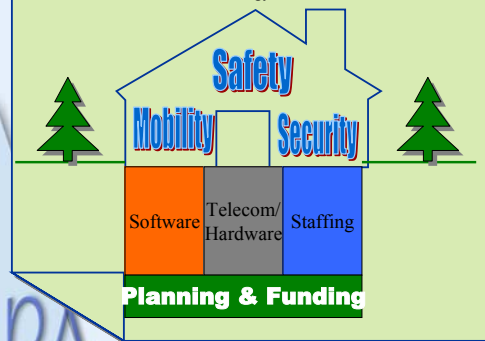 Safety
Mobility Security
Software Telecom/ Staffing
Hardware
Planning & Funding